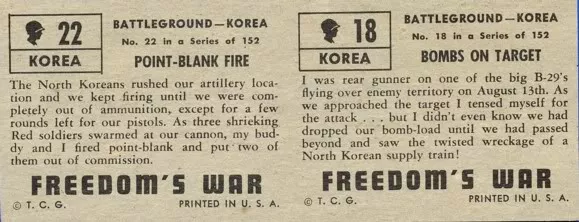 22
KOREA
BATTLEGROUND—KOREA
No. 22 in a Series of 152
POINT-BLANK FIRE
The North Koreans rushed our artillery loca-
tion and we kept firing until we were com-
pletely out of ammunition, except for a few
rounds left for our pistols. As three shrieking
Red soldiers swarmed at our cannon, my bud-
dy and I fired point-blank and put two of
them out of commission.
FREEDOM'S WAR
© T. C. G.
PRINTED IN U. S. A.
18
KOREA
BATTLEGROUND—KOREA
No. 18 in a Series of 152
BOMBS ON TARGET
I was rear gunner on one of the big B-29's
flying over enemy territory on August 13th. As
we approached the target I tensed myself for
the attack . . . but I didn't even know we had
dropped our bomb-load until we had passed
beyond and saw the twisted wreckage of a
North Korean supply train!
FREEDOM'S WAR
© T. C. G.
PRINTED IN U. S. A.